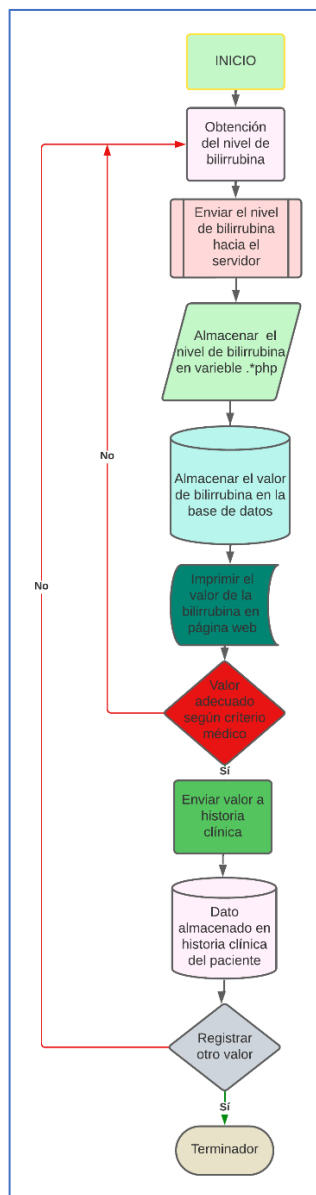 INICIO
Obtención
del nivel de
bilirrubina
Enviar el nivel
de bilirrubina
hacia el
servidor
Almacenar el
nivel de bilirrubina
en varieble .*php
No
Almacenar el valor
de bilirrubina en la
base de datos
No
Imprimir el
valor de la
bilirrubina en
página web
Valor
adecuado
según criterio
médico
Sí
Enviar valor a
historia
clínica
Dato
almacenado en
historia clínica
del paciente
Registrar
otro valor
Sí
Terminador